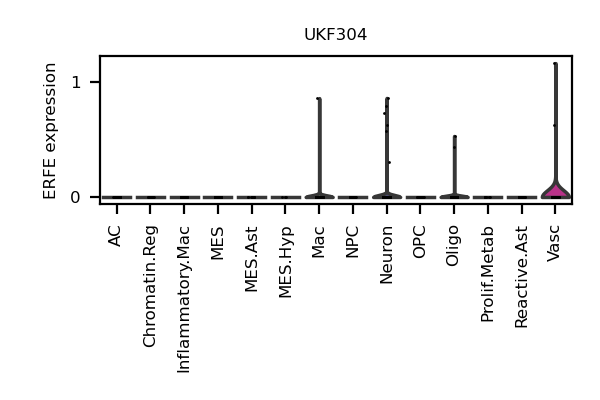 UKF304
ERFE expression
1
0
AC
Chromatin.Reg
Inflammatory.Mac
MES
MES.Ast
MES.Hyp
Mac
NPC
Neuron
OPC
Oligo
Prolif.Metab
Reactive.Ast
Vasc